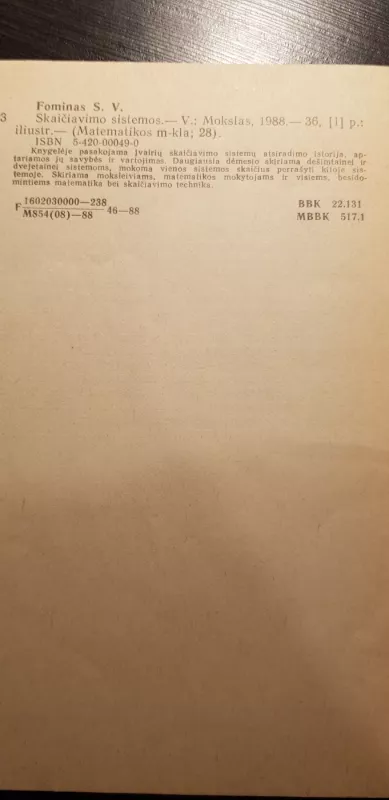 Fominas S. V.
3 Skaičiavimo sistemos.— V.: Mokslas, 1988.— 36, [1] p.:
iliustr.— (Matematikos m-kla; 28).
ISBN 5-420-00049-0
Knygelėje pasakojama įvairių skaičiavimo sistemų atsiradimo istorija, ap-
tariamos jų savybės ir vartojimas. Daugiausia dėmesio skiriama dešimtainei ir
dvejetainei sistemoms, mokoma vienos sistemos skaičius perrašyti kitoje sis-
temoje. Skiriama moksleiviams, matematikos mokytojams ir visiems, besido-
mintiems matematika bei skaičiavimo technika.
F 1602030000—238 46—88 BBK 22.131
M854(08)—88 MBBK 517.1